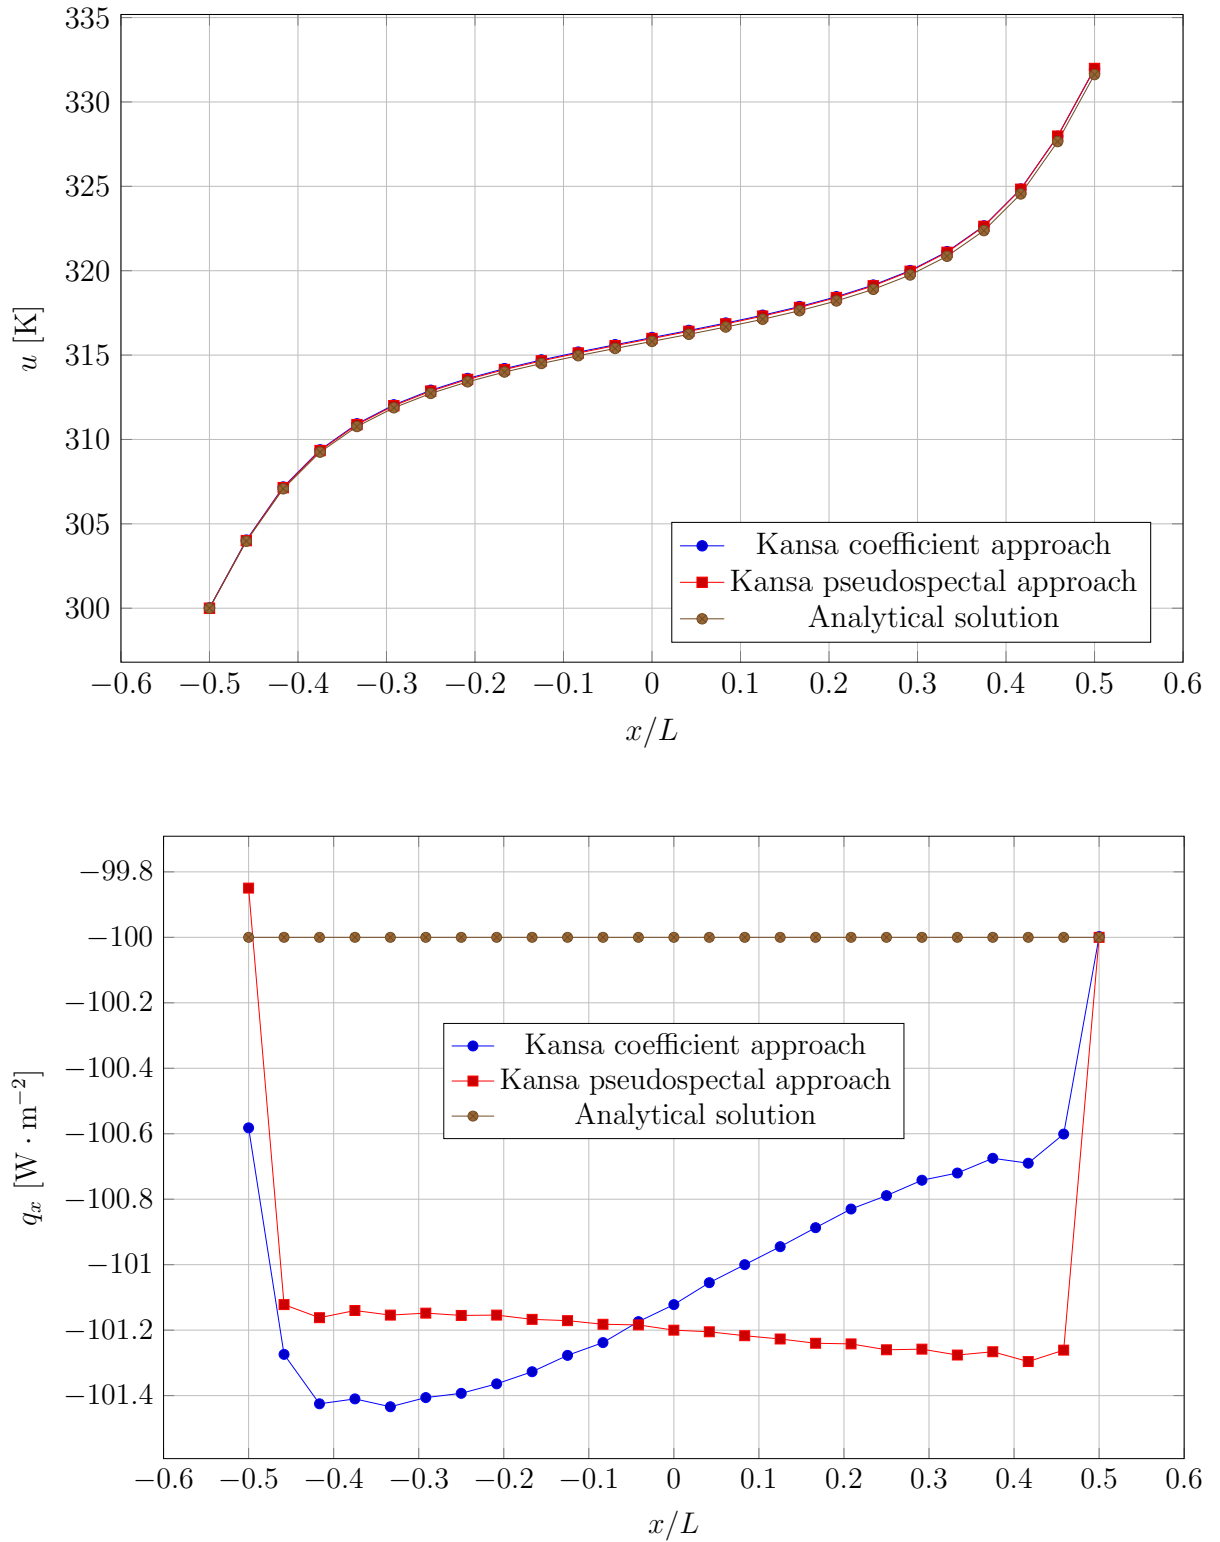 335
330
325
320
315
310
305
300
u [K]
Kansa coefficient approach
Kansa pseudospectal approach
Analytical solution
−0.6 −0.5 −0.4 −0.3 −0.2 −0.1 0 0.1 0.2 0.3 0.4 0.5 0.6
x/L
−99.8
−100
−100.2
−100.4
−100.6
−100.8
−101
−101.2
−101.4
q_x [W · m⁻²]
Kansa coefficient approach
Kansa pseudospectal approach
Analytical solution
−0.6 −0.5 −0.4 −0.3 −0.2 −0.1 0 0.1 0.2 0.3 0.4 0.5 0.6
x/L